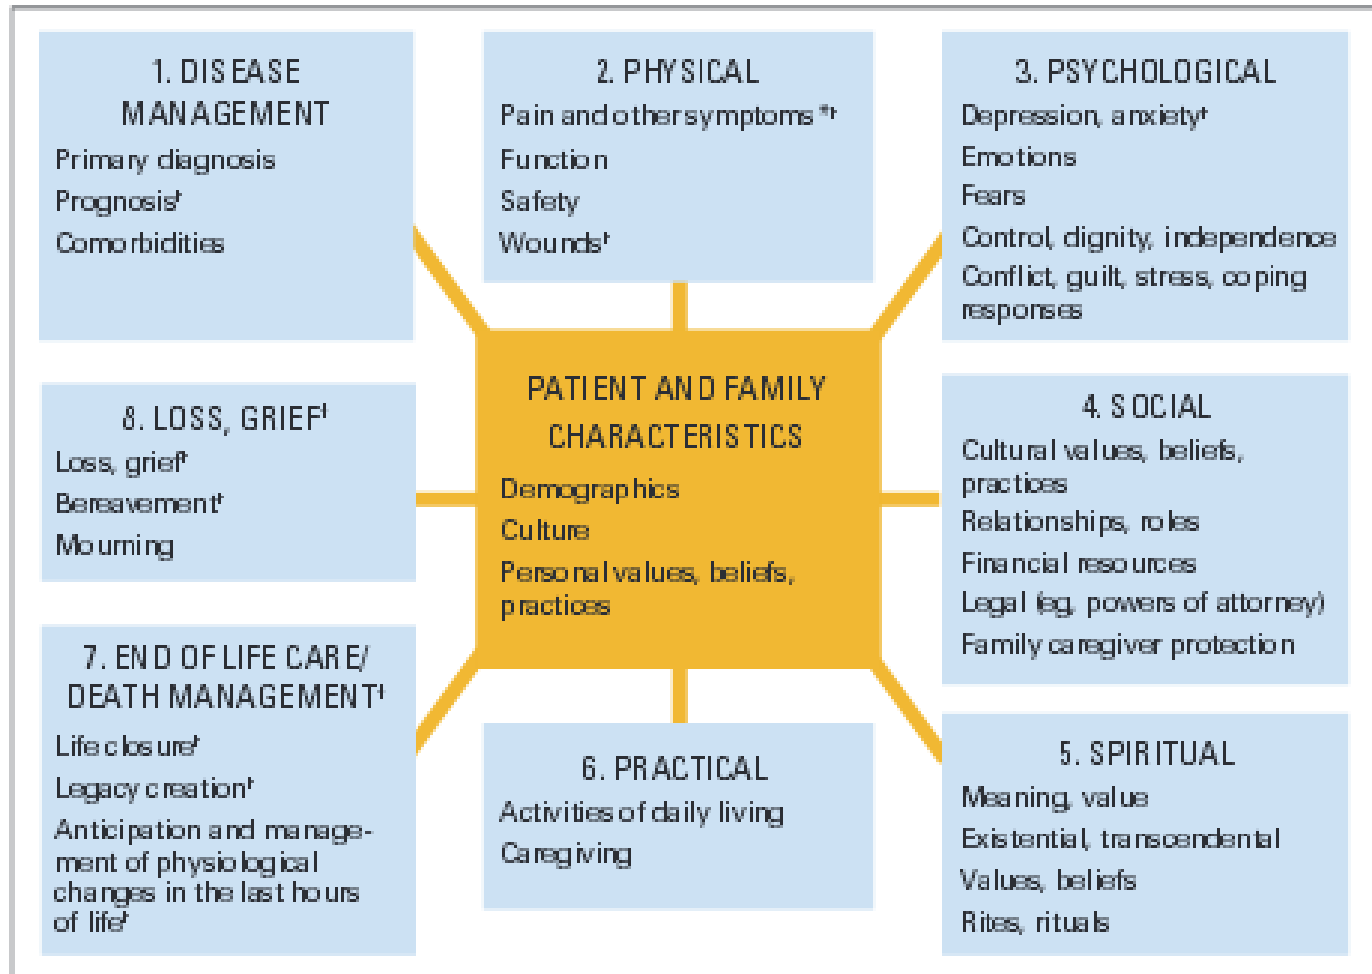 1. DISEASE
MANAGEMENT
Primary diagnosis
Prognosis†
Comorbidities
2. PHYSICAL
Pain and other symptoms*†
Function
Safety
Wounds†
3. PSYCHOLOGICAL
Depression, anxiety†
Emotions
Fears
Control, dignity, independence
Conflict, guilt, stress, coping
responses
8. LOSS, GRIEF†
Loss, grief†
Bereavement†
Mourning
PATIENT AND FAMILY
CHARACTERISTICS
Demographics
Culture
Personal values, beliefs,
practices
4. SOCIAL
Cultural values, beliefs,
practices
Relationships, roles
Financial resources
Legal (eg, powers of attorney)
Family caregiver protection
7. END OF LIFE CARE/
DEATH MANAGEMENT†
Life closure†
Legacy creation†
Anticipation and manage-
ment of physiological
changes in the last hours
of life†
6. PRACTICAL
Activities of daily living
Caregiving
5. SPIRITUAL
Meaning, value
Existential, transcendental
Values, beliefs
Rites, rituals